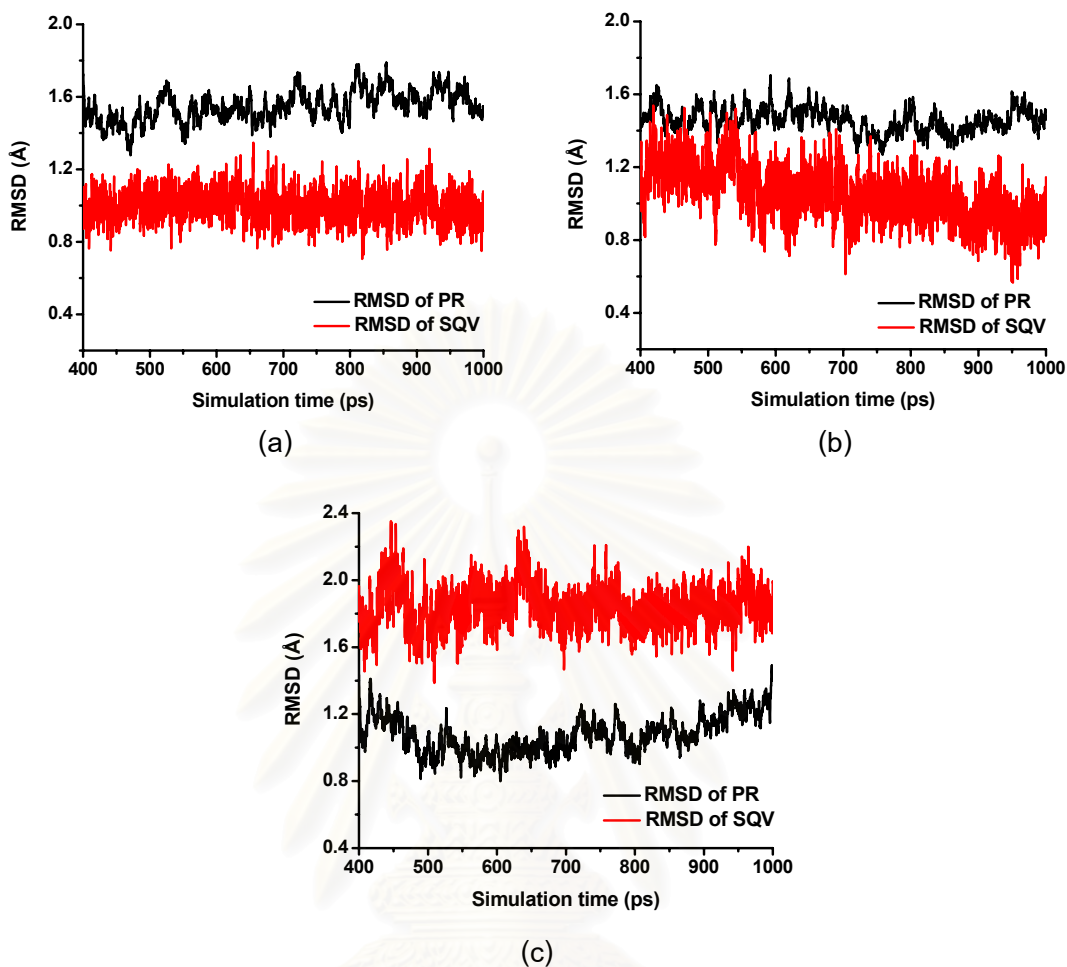 2.0
1.6
1.2
0.8
0.4
RMSD (Å)
RMSD of PR
RMSD of SQV
400 500 600 700 800 900 1000
Simulation time (ps)
(a)
2.0
1.6
1.2
0.8
0.4
RMSD (Å)
RMSD of PR
RMSD of SQV
400 500 600 700 800 900 1000
Simulation time (ps)
(b)
2.4
2.0
1.6
1.2
0.8
0.4
RMSD (Å)
RMSD of PR
RMSD of SQV
400 500 600 700 800 900 1000
Simulation time (ps)
(c)